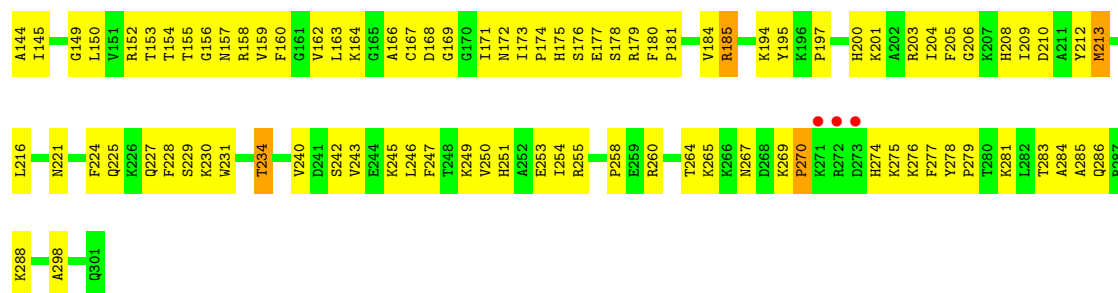 A144 I145 G149 L150 V151 R152 T153 T154 T155 G156 N157 R158 V159 F160 G161 V162 L163 K164 G165 A166 C167 D168 G169 G170 I171 N172 I173 P174 H175 S176 E177 S178 R179 F180 P181 V184 R185 K194 Y195 K196 P197 H200 K201 A202 R203 I204 F205 G206 K207 H208 I209 D210 A211 Y212 M213
L216 N221 F224 Q225 K226 Q227 F228 S229 K230 W231 T234 V240 D241 S242 V243 E244 K245 L246 F247 T248 K249 V250 H251 A252 E253 I254 R255 P258 E259 R260 T264 K265 K266 N267 D268 K269 P270 K271 R272 D273 H274 K275 K276 F277 Y278 P279 T280 K281 L282 T283 A284 A285 Q286 R287
K288 A298 Q301